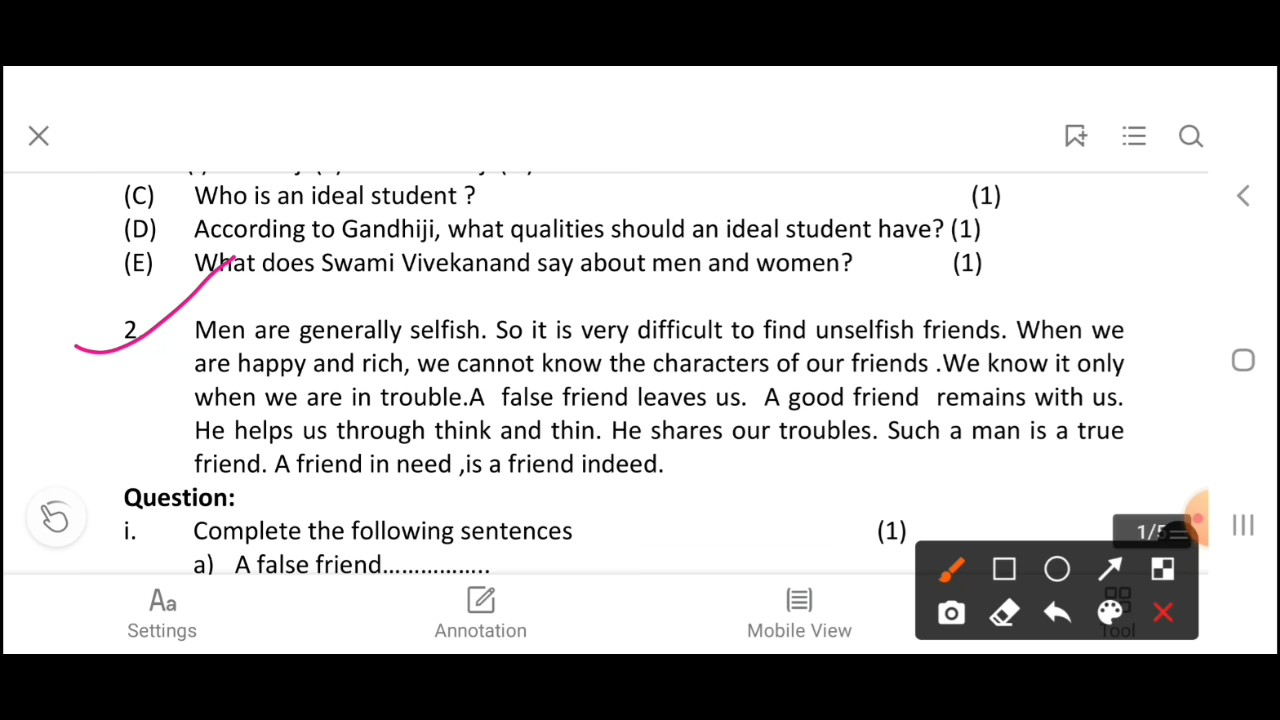 (C) Who is an ideal student ? (1)
(D) According to Gandhiji, what qualities should an ideal student have? (1)
(E) What does Swami Vivekanand say about men and women? (1)
2 Men are generally selfish. So it is very difficult to find unselfish friends. When we
are happy and rich, we cannot know the characters of our friends .We know it only
when we are in trouble.A false friend leaves us. A good friend remains with us.
He helps us through think and thin. He shares our troubles. Such a man is a true
friend. A friend in need ,is a friend indeed.
Question:
i. Complete the following sentences (1)
a) A false friend................
1/5
Aa
Settings
Annotation
Mobile View
Tool